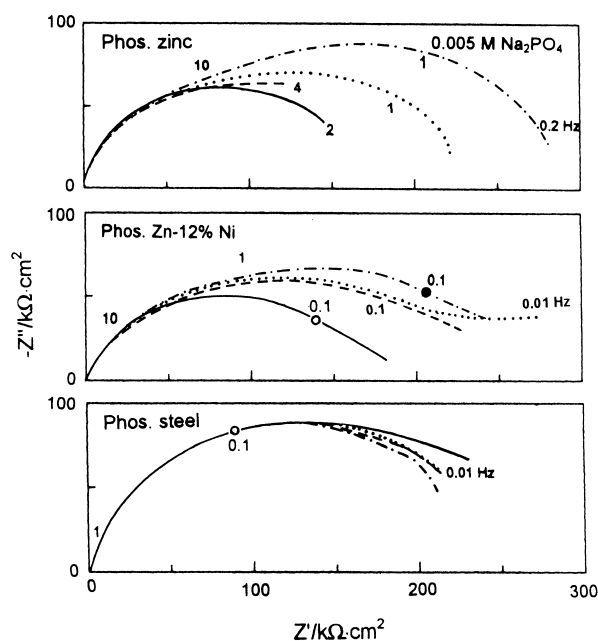 100
Phos. zinc
0.005 M Na₂PO₄
10
1
4
1
2
0.2 Hz
0
100
Phos. Zn-12% Ni
1
0.1
10
0.1
0.1
0.01 Hz
0
-Z''/kΩ·cm²
100
Phos. steel
0.1
0.01 Hz
1
0
0
100
200
300
Z'/kΩ·cm²